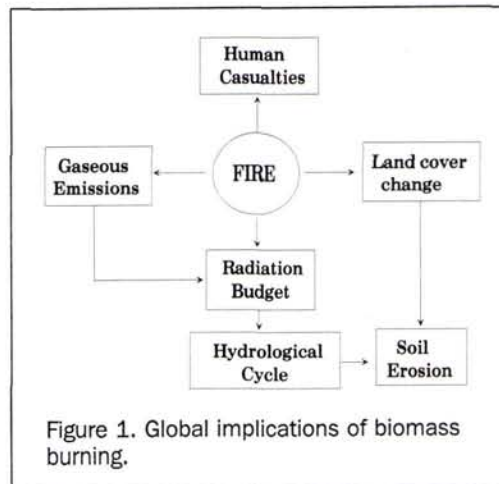 Human
Casualties
Gaseous
Emissions
FIRE
Land cover
change
Radiation
Budget
Hydrological
Cycle
Soil
Erosion
Figure 1. Global implications of biomass
burning.